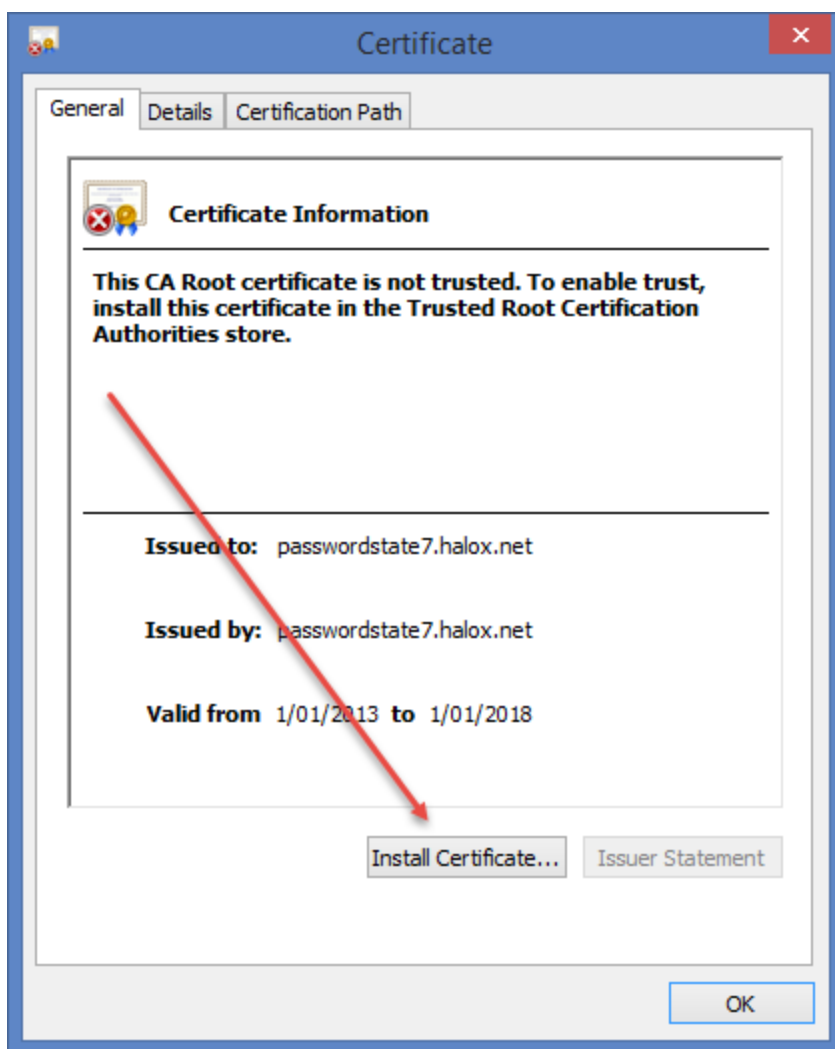 Certificate
General Details Certification Path
Certificate Information
This CA Root certificate is not trusted. To enable trust,
install this certificate in the Trusted Root Certification
Authorities store.
Issued to: passwordstate7.halox.net
Issued by: passwordstate7.halox.net
Valid from 1/01/2013 to 1/01/2018
Install Certificate... Issuer Statement
OK